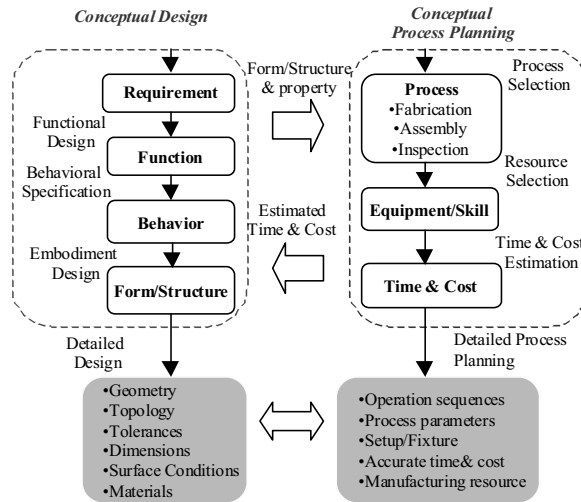 Conceptual Design
Requirement
Functional
Design
Function
Behavioral
Specification
Behavior
Embodiment
Design
Form/Structure
Detailed
Design
•Geometry
•Topology
•Tolerances
•Dimensions
•Surface Conditions
•Materials
Form/Structure
& property
Estimated
Time & Cost
Conceptual
Process Planning
Process
Selection
Process
•Fabrication
•Assembly
•Inspection
Resource
Selection
Equipment/Skill
Time & Cost
Estimation
Time & Cost
Detailed Process
Planning
•Operation sequences
•Process parameters
•Setup/Fixture
•Accurate time& cost
•Manufacturing resource